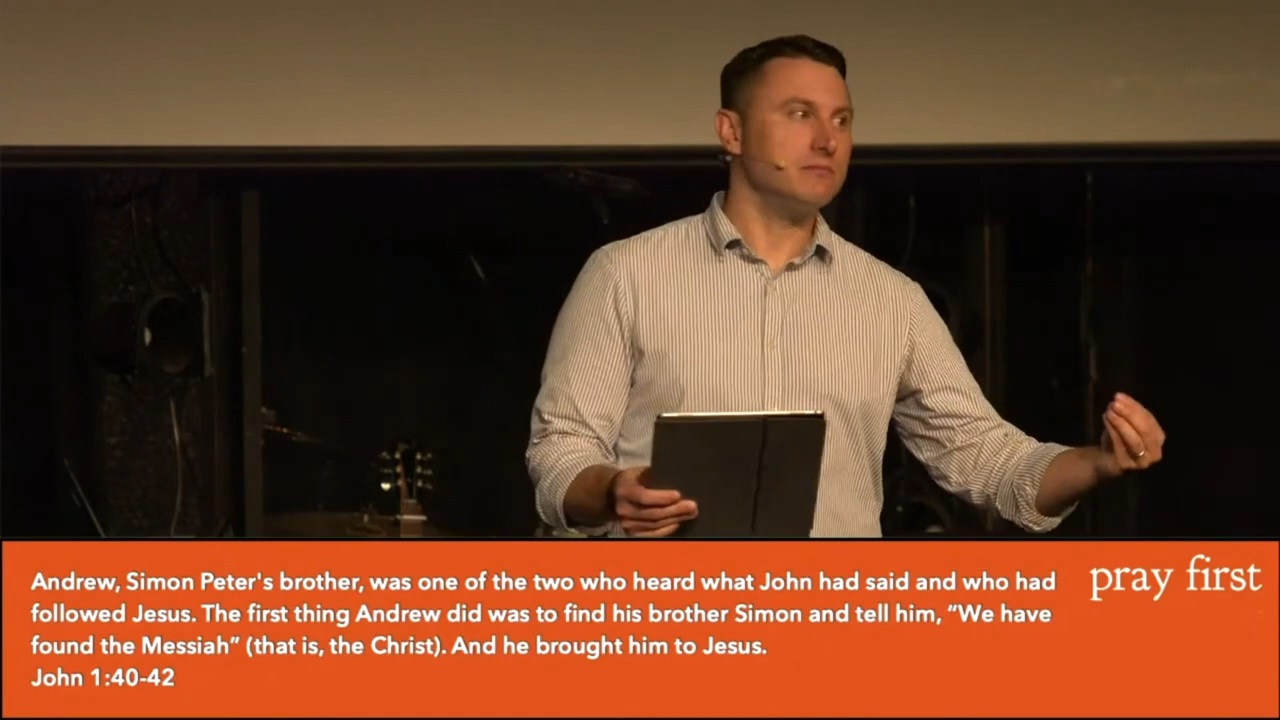 Andrew, Simon Peter's brother, was one of the two who heard what John had said and who had
followed Jesus. The first thing Andrew did was to find his brother Simon and tell him, “We have
found the Messiah” (that is, the Christ). And he brought him to Jesus.
John 1:40-42
pray first